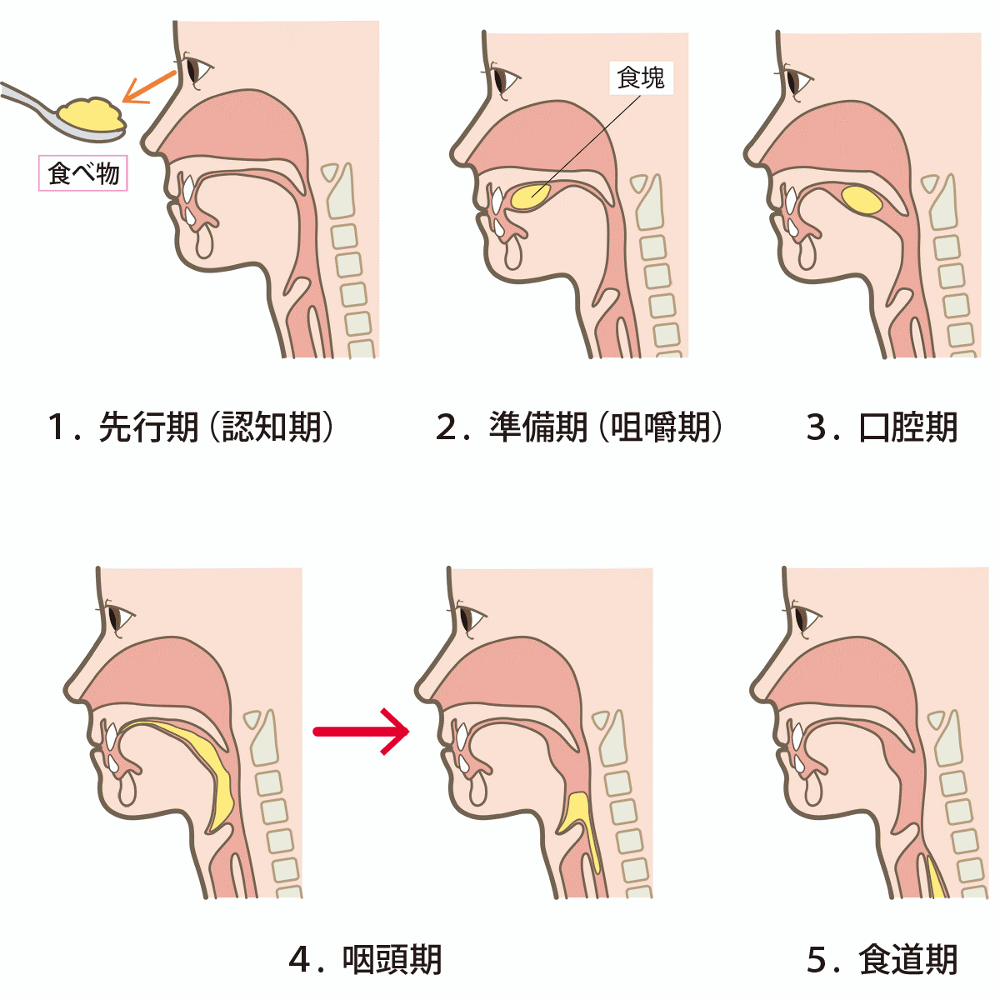 食べ物
食塊
1. 先行期（認知期）
2. 準備期（咀嚼期）
3. 口腔期
4. 咽頭期
5. 食道期